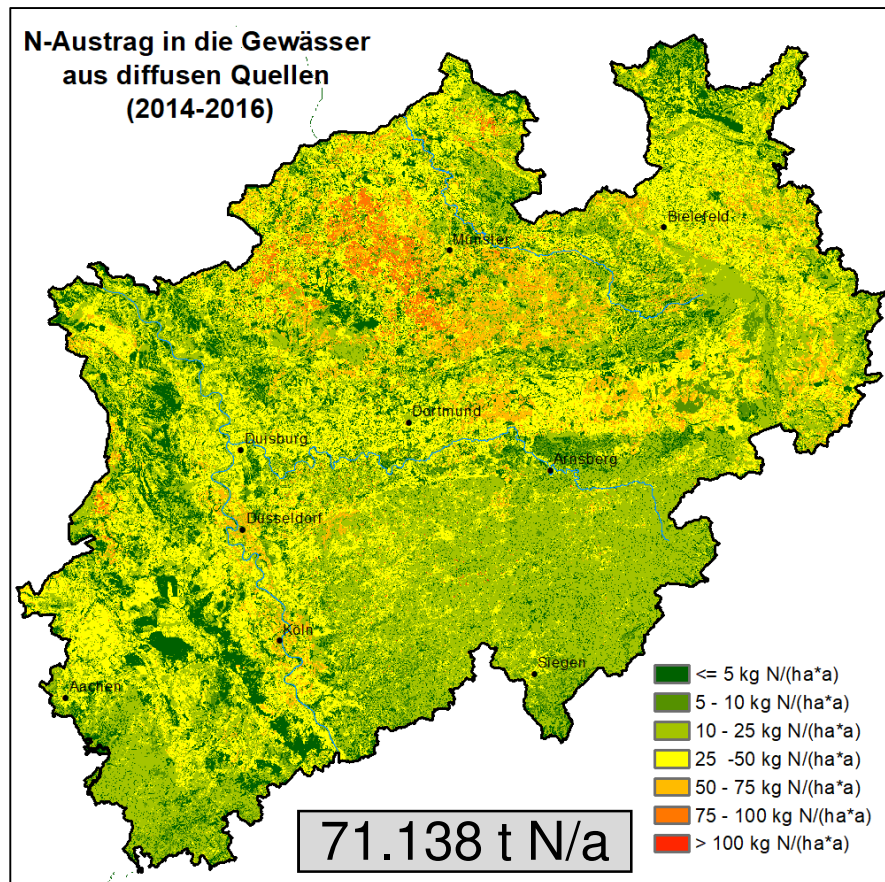 N-Austrag in die Gewässer
aus diffusen Quellen
(2014-2016)
Bielefeld
Münster
Dortmund
Duisburg
Arnsberg
Düsseldorf
Köln
Siegen
Aachen
<= 5 kg N/(ha*a)
5 - 10 kg N/(ha*a)
10 - 25 kg N/(ha*a)
25 -50 kg N/(ha*a)
50 - 75 kg N/(ha*a)
75 - 100 kg N/(ha*a)
> 100 kg N/(ha*a)
71.138 t N/a